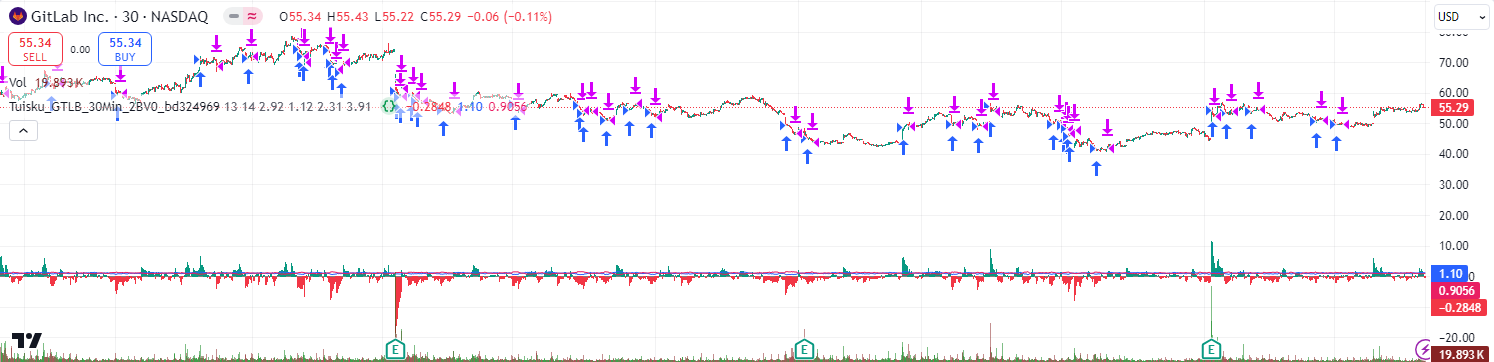 GitLab Inc. · 30 · NASDAQ O55.34 H55.43 L55.22 C55.29 −0.06 (−0.11%)
USD
55.34 0.00 55.34
SELL BUY
Vol 19.893 K
Tuisku_GTLB_30Min_2BV0_bd324969 13 14 2.92 1.12 2.31 3.91 −0.2848 1.10 0.9056
70.00
60.00
55.29
50.00
40.00
30.00
20.00
10.00
1.10
0.9056
−0.2848
−20.00
19.893 K
E E E